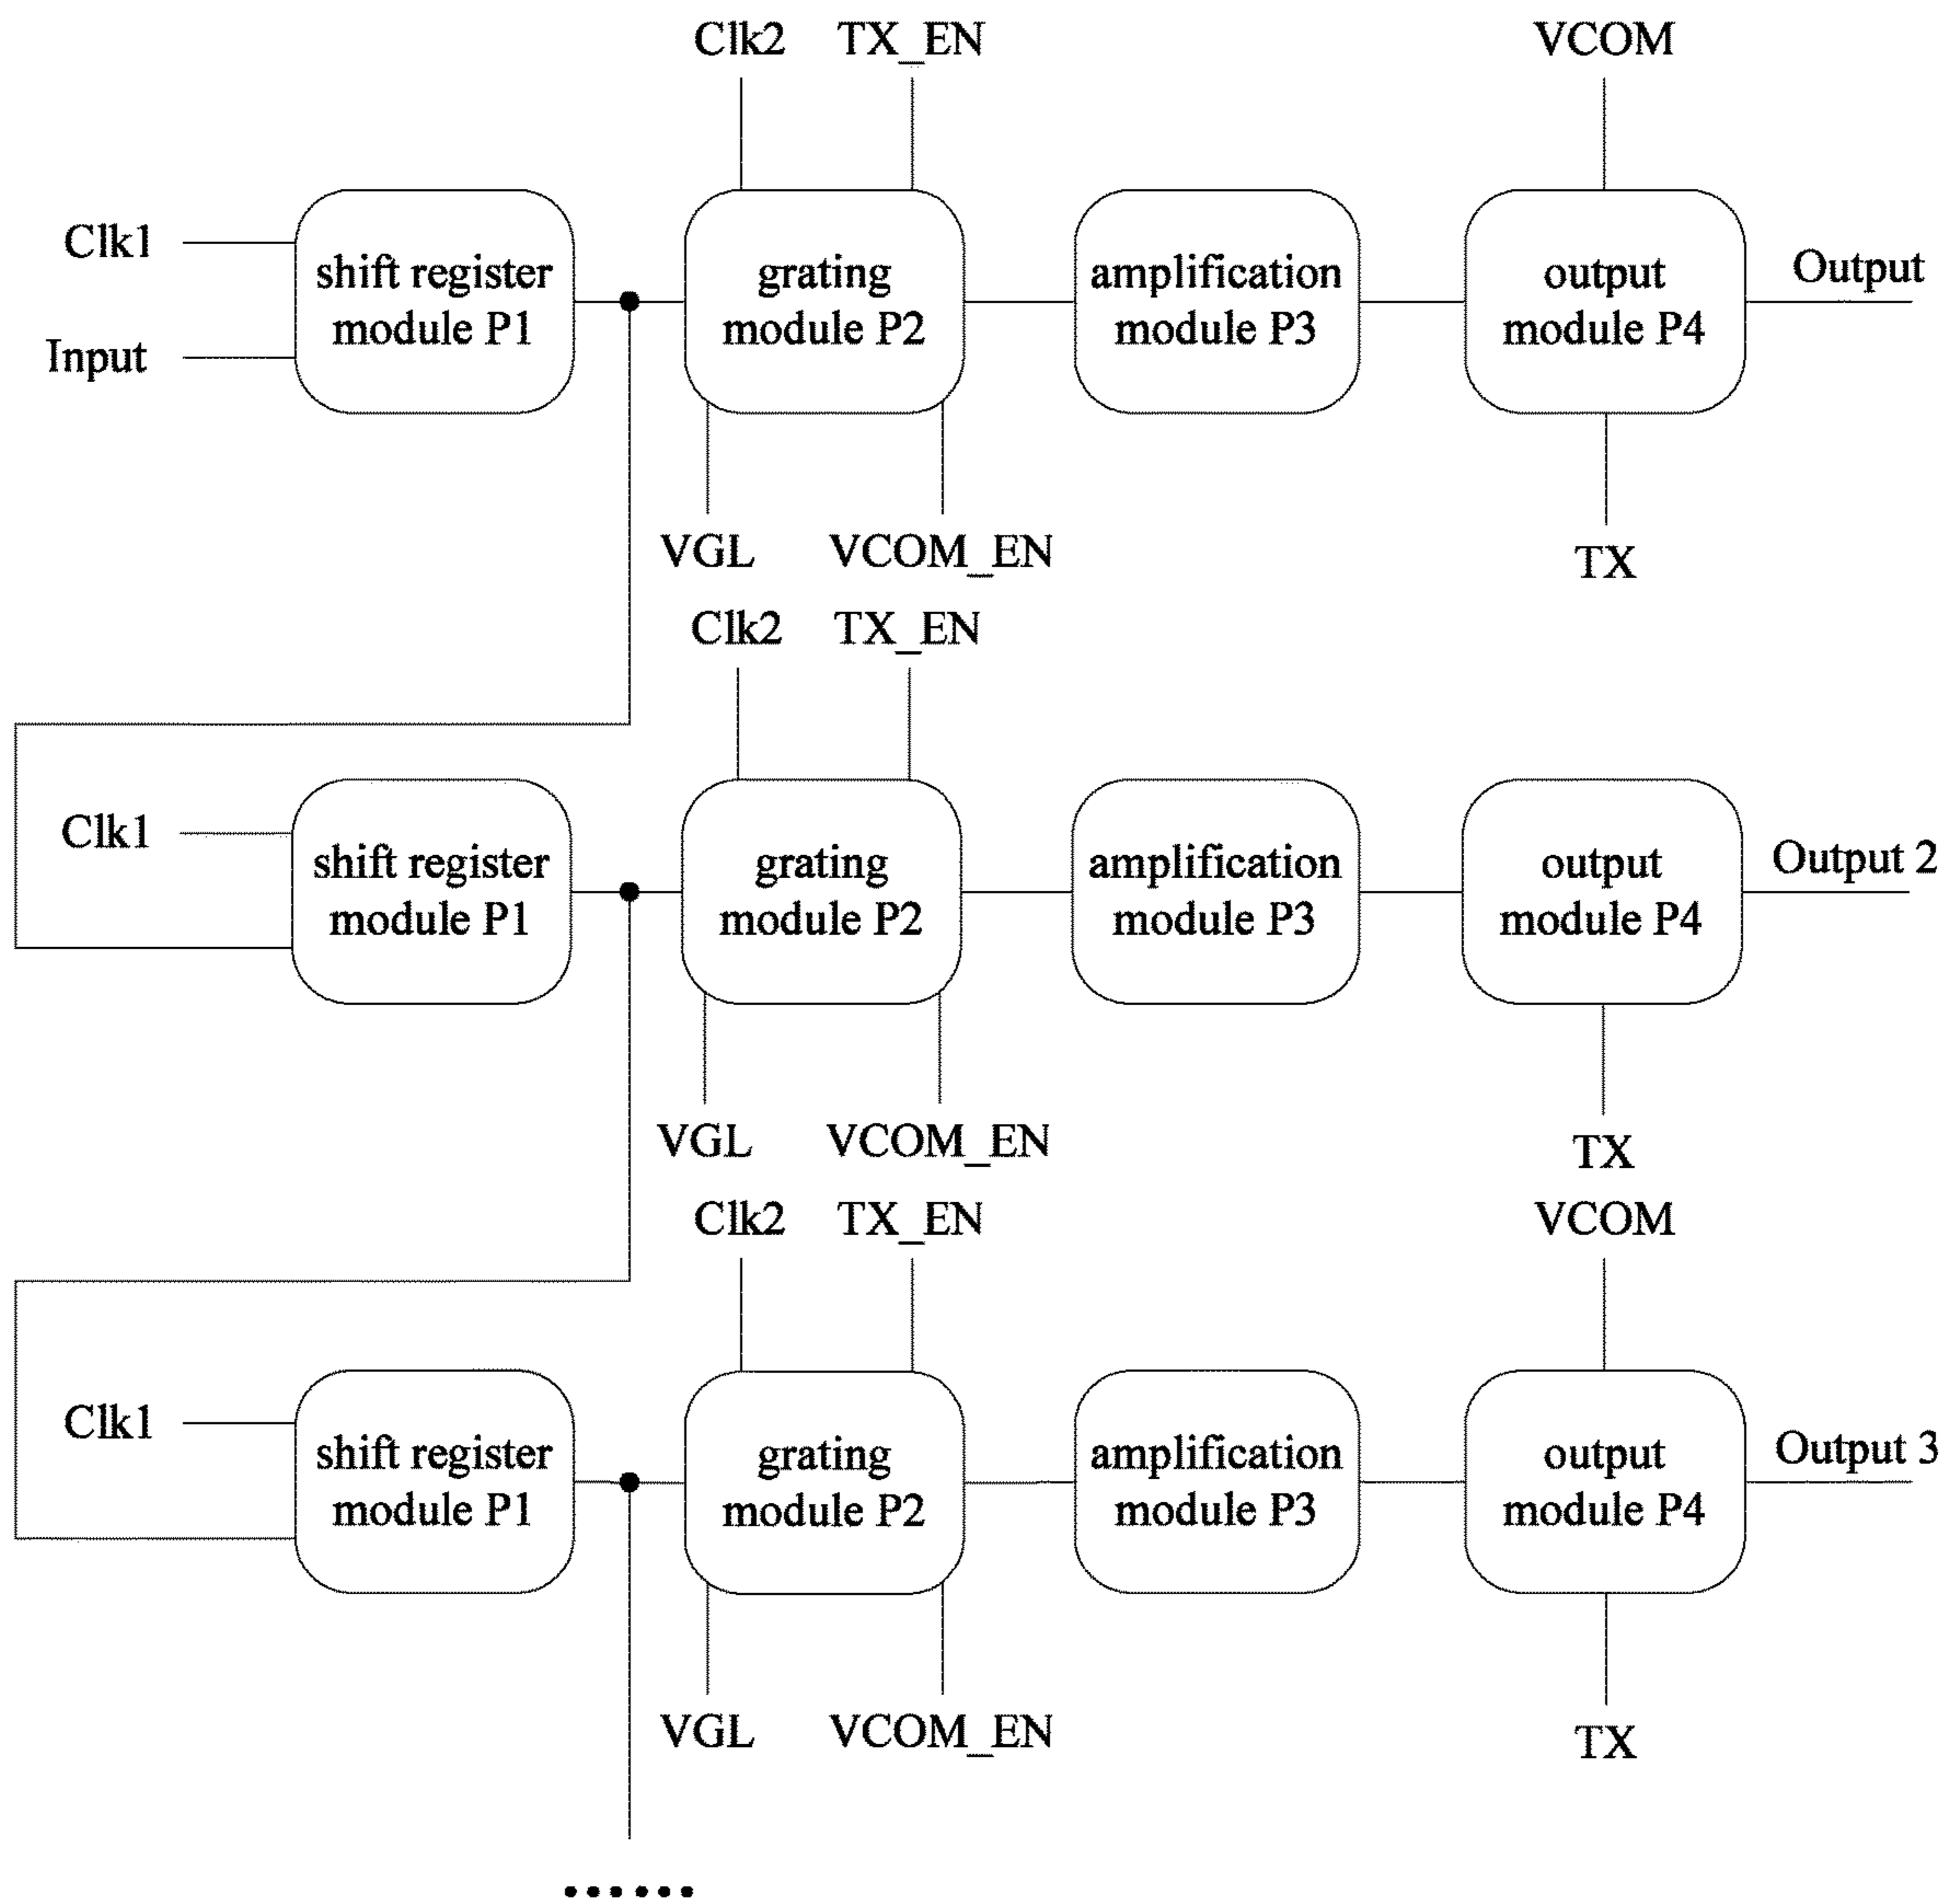 Clk2 TX_EN VCOM
Clk1
Input
shift register
module P1
grating
module P2
amplification
module P3
output
module P4
Output
VGL VCOM_EN TX
Clk2 TX_EN
Clk1
shift register
module P1
grating
module P2
amplification
module P3
output
module P4
Output 2
VGL VCOM_EN TX
Clk2 TX_EN VCOM
Clk1
shift register
module P1
grating
module P2
amplification
module P3
output
module P4
Output 3
VGL VCOM_EN TX
......